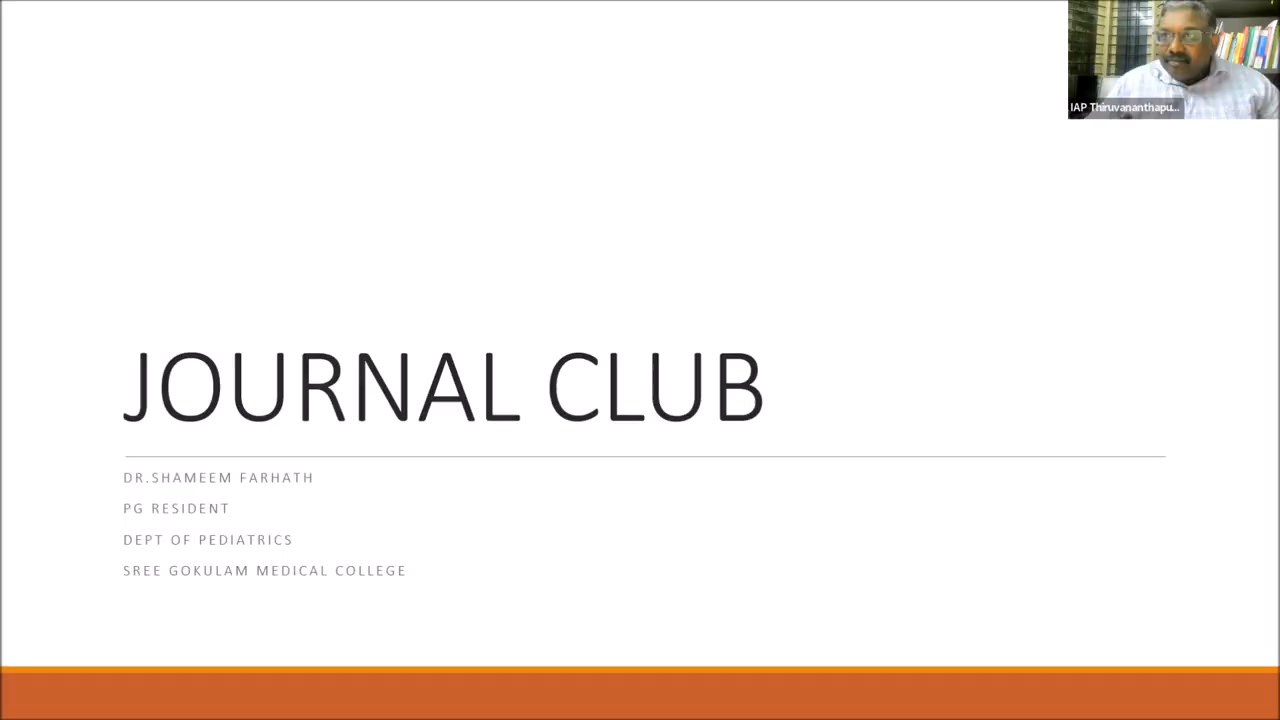 IAP Thiruvananthapu...
JOURNAL CLUB
DR.SHAMEEM FARHATH
PG RESIDENT
DEPT OF PEDIATRICS
SREE GOKULAM MEDICAL COLLEGE